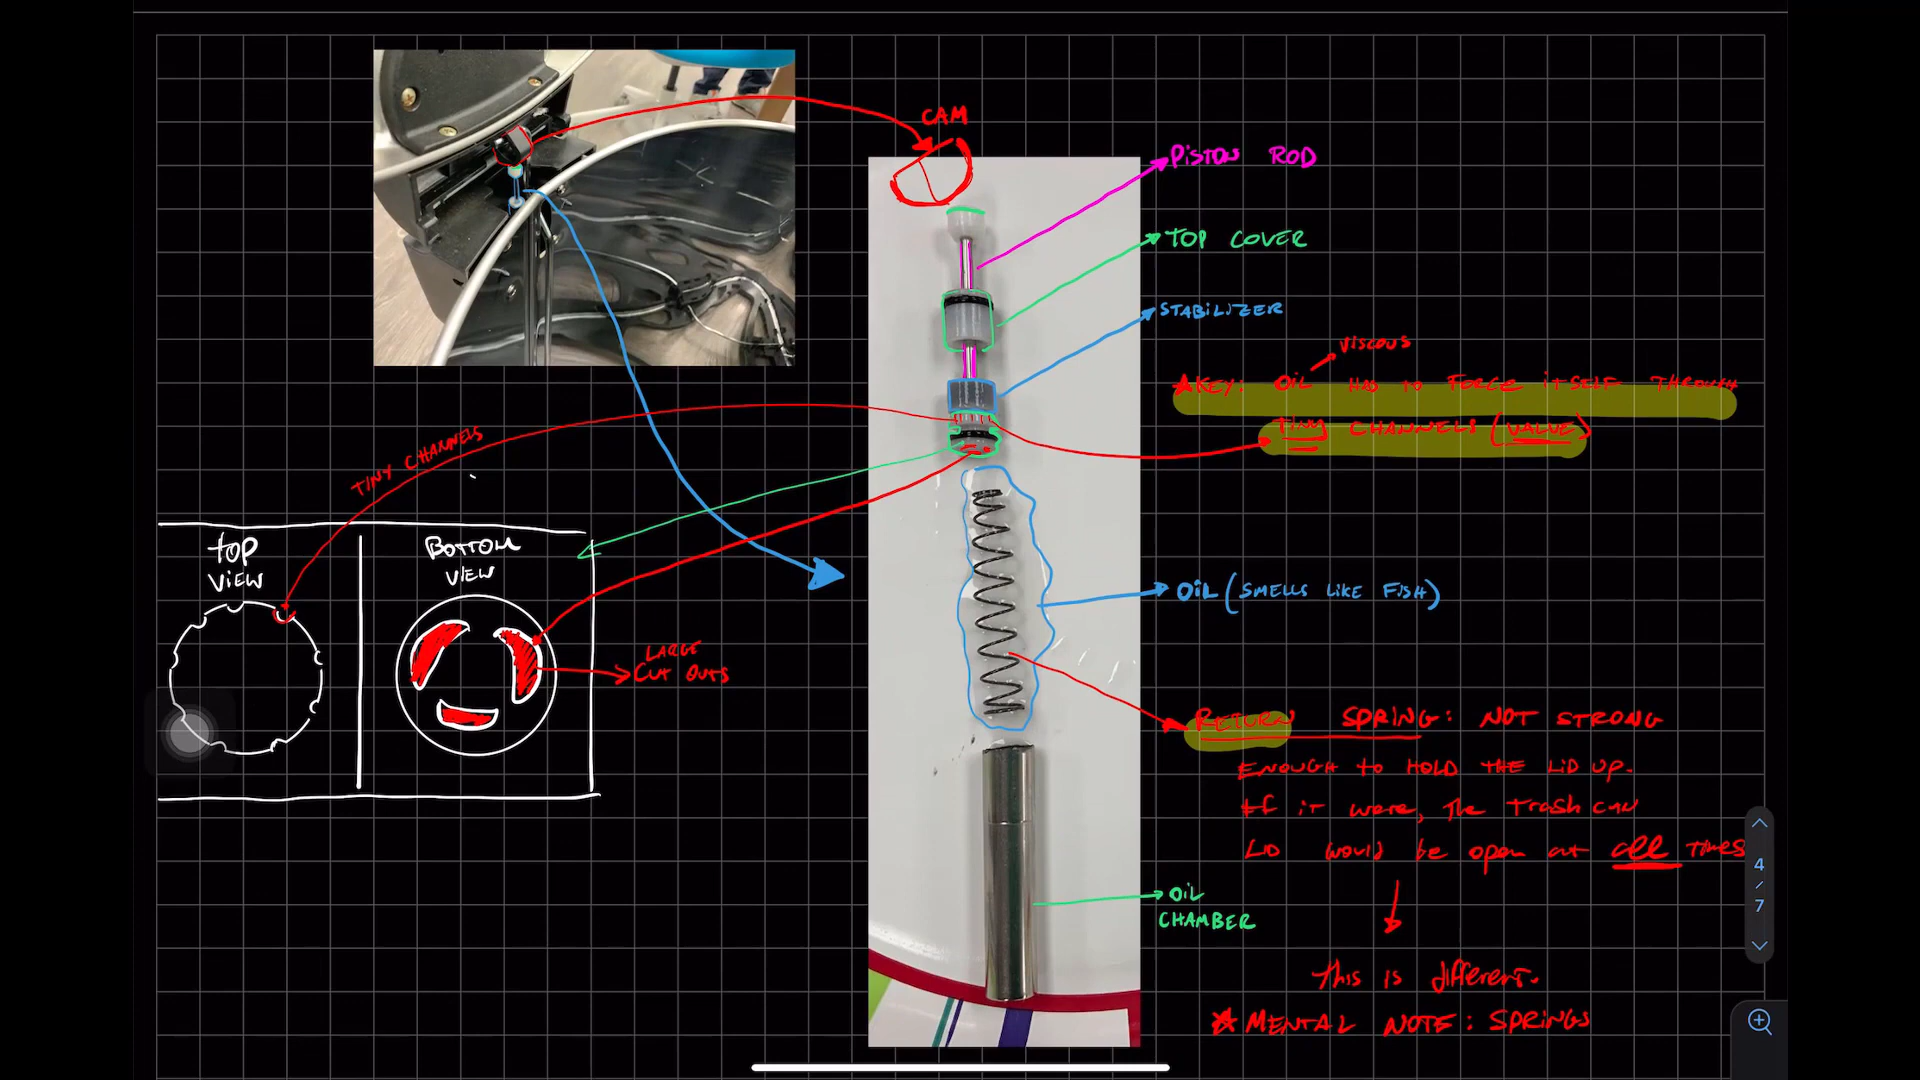 CAM
PISTON ROD
TOP COVER
STABILIZER
VISCOUS
★KEY: OIL HAS TO FORCE ITSELF THROUGH
TINY CHANNELS (VALVE)
TINY CHANNELS
TOP
VIEW
BOTTOM
VIEW
LARGE
CUT OUTS
OIL (SMELLS LIKE FISH)
RETURN SPRING: NOT STRONG
ENOUGH TO HOLD THE LID UP.
If it were, The Trash can
LID would be open at all times
OIL
CHAMBER
This is different.
★ MENTAL NOTE: SPRINGS
4
/
7